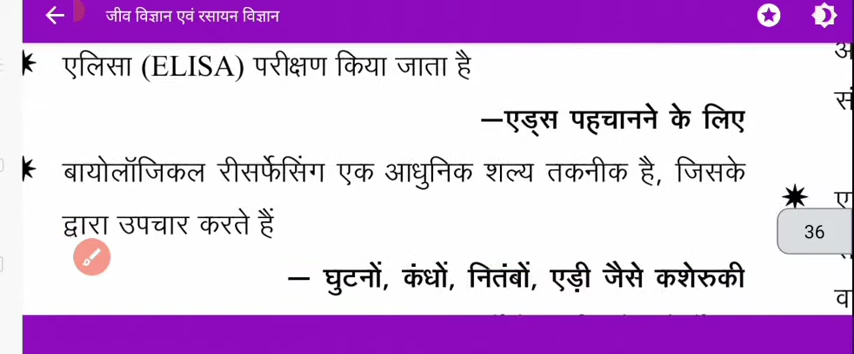 जीव विज्ञान एवं रसायन विज्ञान
एलिसा (ELISA) परीक्षण किया जाता है
—एड्स पहचानने के लिए
बायोलॉजिकल रीसर्फेसिंग एक आधुनिक शल्य तकनीक है, जिसके
द्वारा उपचार करते हैं
— घुटनों, कंधों, नितंबों, एड़ी जैसे कशेरुकी
36